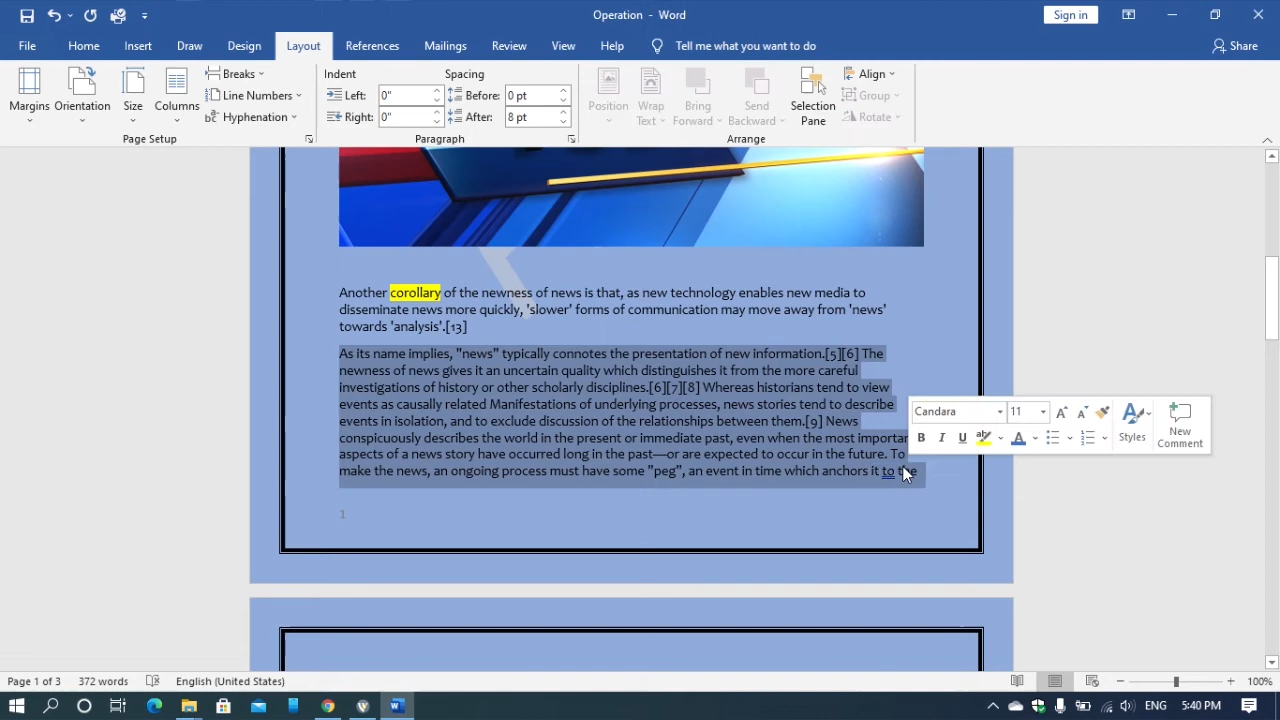 Operation - Word
Sign in
File Home Insert Draw Design Layout References Mailings Review View Help Tell me what you want to do Share
Margins
Orientation
Size
Columns
Breaks
Line Numbers
Hyphenation
Page Setup
Indent
Left: 0"
Right: 0"
Spacing
Before: 0 pt
After: 8 pt
Paragraph
Position
Wrap Text
Bring Forward
Send Backward
Selection Pane
Align
Group
Rotate
Arrange
Another corollary of the newness of news is that, as new technology enables new media to
disseminate news more quickly, 'slower' forms of communication may move away from 'news'
towards 'analysis'.[13]
As its name implies, "news" typically connotes the presentation of new information.[5][6] The
newness of news gives it an uncertain quality which distinguishes it from the more careful
investigations of history or other scholarly disciplines.[6][7][8] Whereas historians tend to view
events as causally related Manifestations of underlying processes, news stories tend to describe
events in isolation, and to exclude discussion of the relationships between them.[9] News
conspicuously describes the world in the present or immediate past, even when the most importan
aspects of a news story have occurred long in the past—or are expected to occur in the future. To
make the news, an ongoing process must have some "peg", an event in time which anchors it to the
1
Candara 11
B I U ab A
Styles
New Comment
Page 1 of 3 372 words English (United States) 100%
ENG 5:40 PM